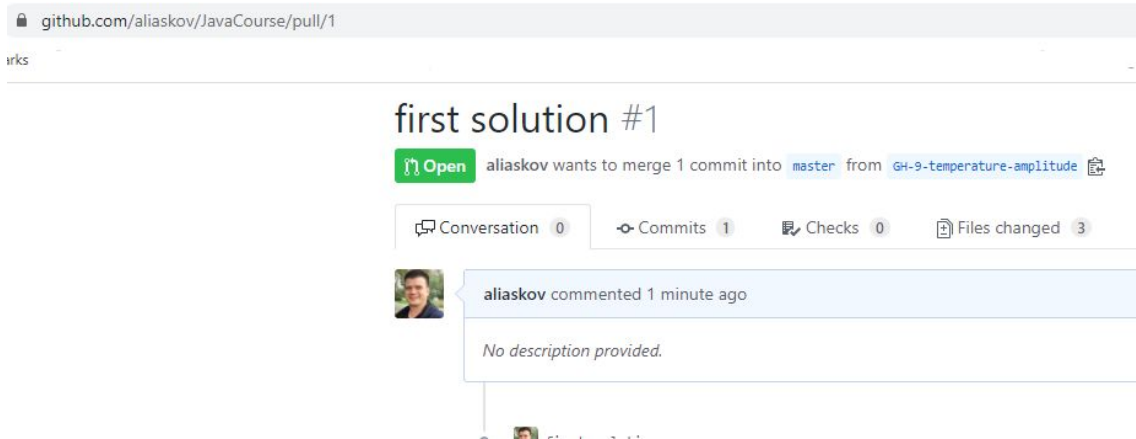 github.com/aliaskov/JavaCourse/pull/1
arks
first solution #1
Open aliaskov wants to merge 1 commit into master from GH-9-temperature-amplitude
Conversation 0 Commits 1 Checks 0 Files changed 3
aliaskov commented 1 minute ago
No description provided.